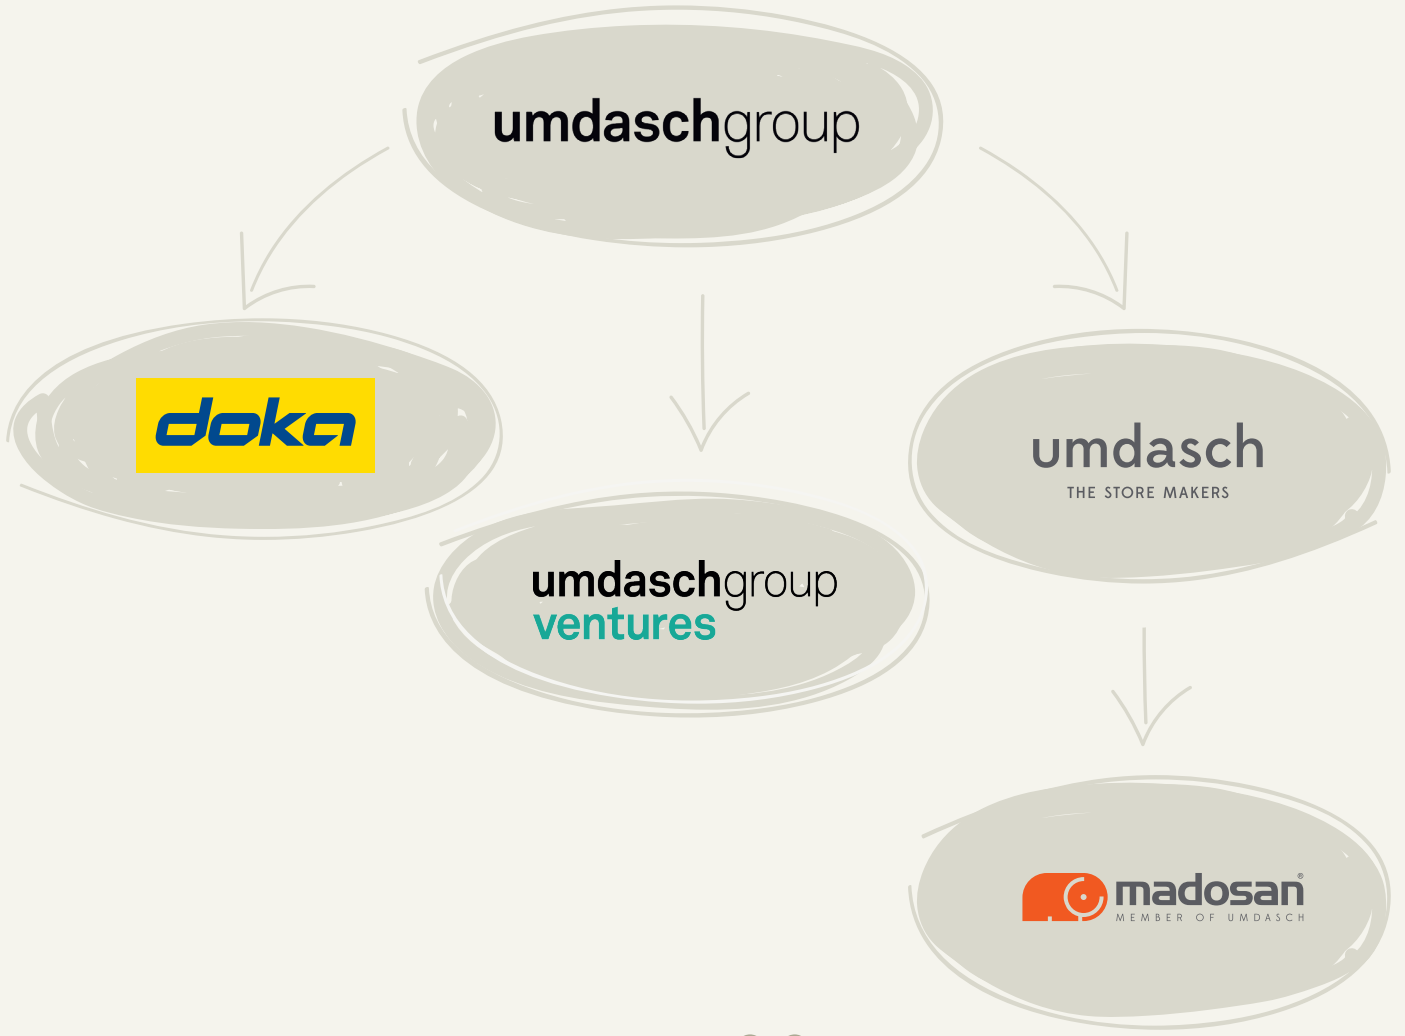 umdaschgroup
doka
umdasch
THE STORE MAKERS
umdaschgroup
ventures
madosan®
MEMBER OF UMDASCH